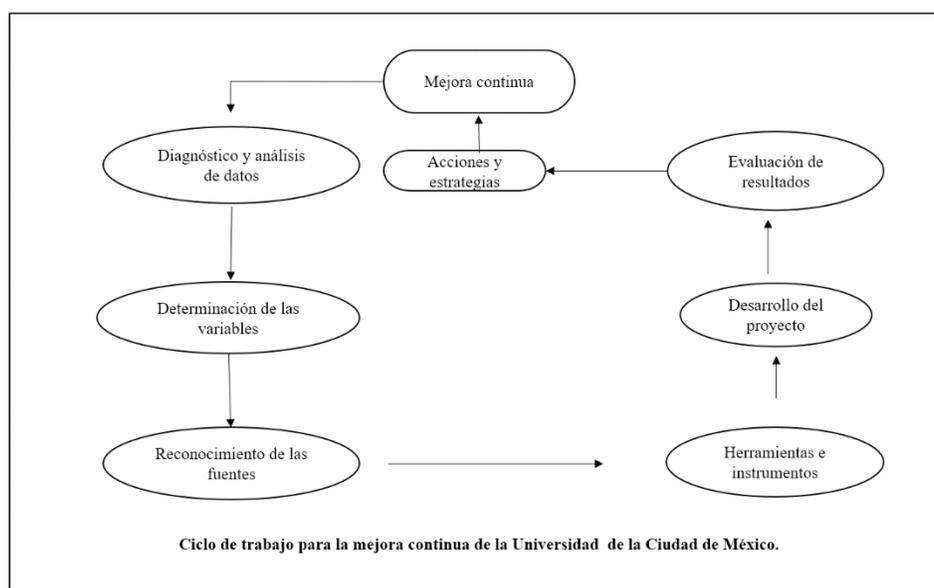 Mejora continua
Diagnóstico y análisis
de datos
Acciones y
estrategias
Evaluación de
resultados
Determinación de las
variables
Desarrollo del
proyecto
Reconocimiento de las
fuentes
Herramientas e
instrumentos
Ciclo de trabajo para la mejora continua de la Universidad de la Ciudad de México.